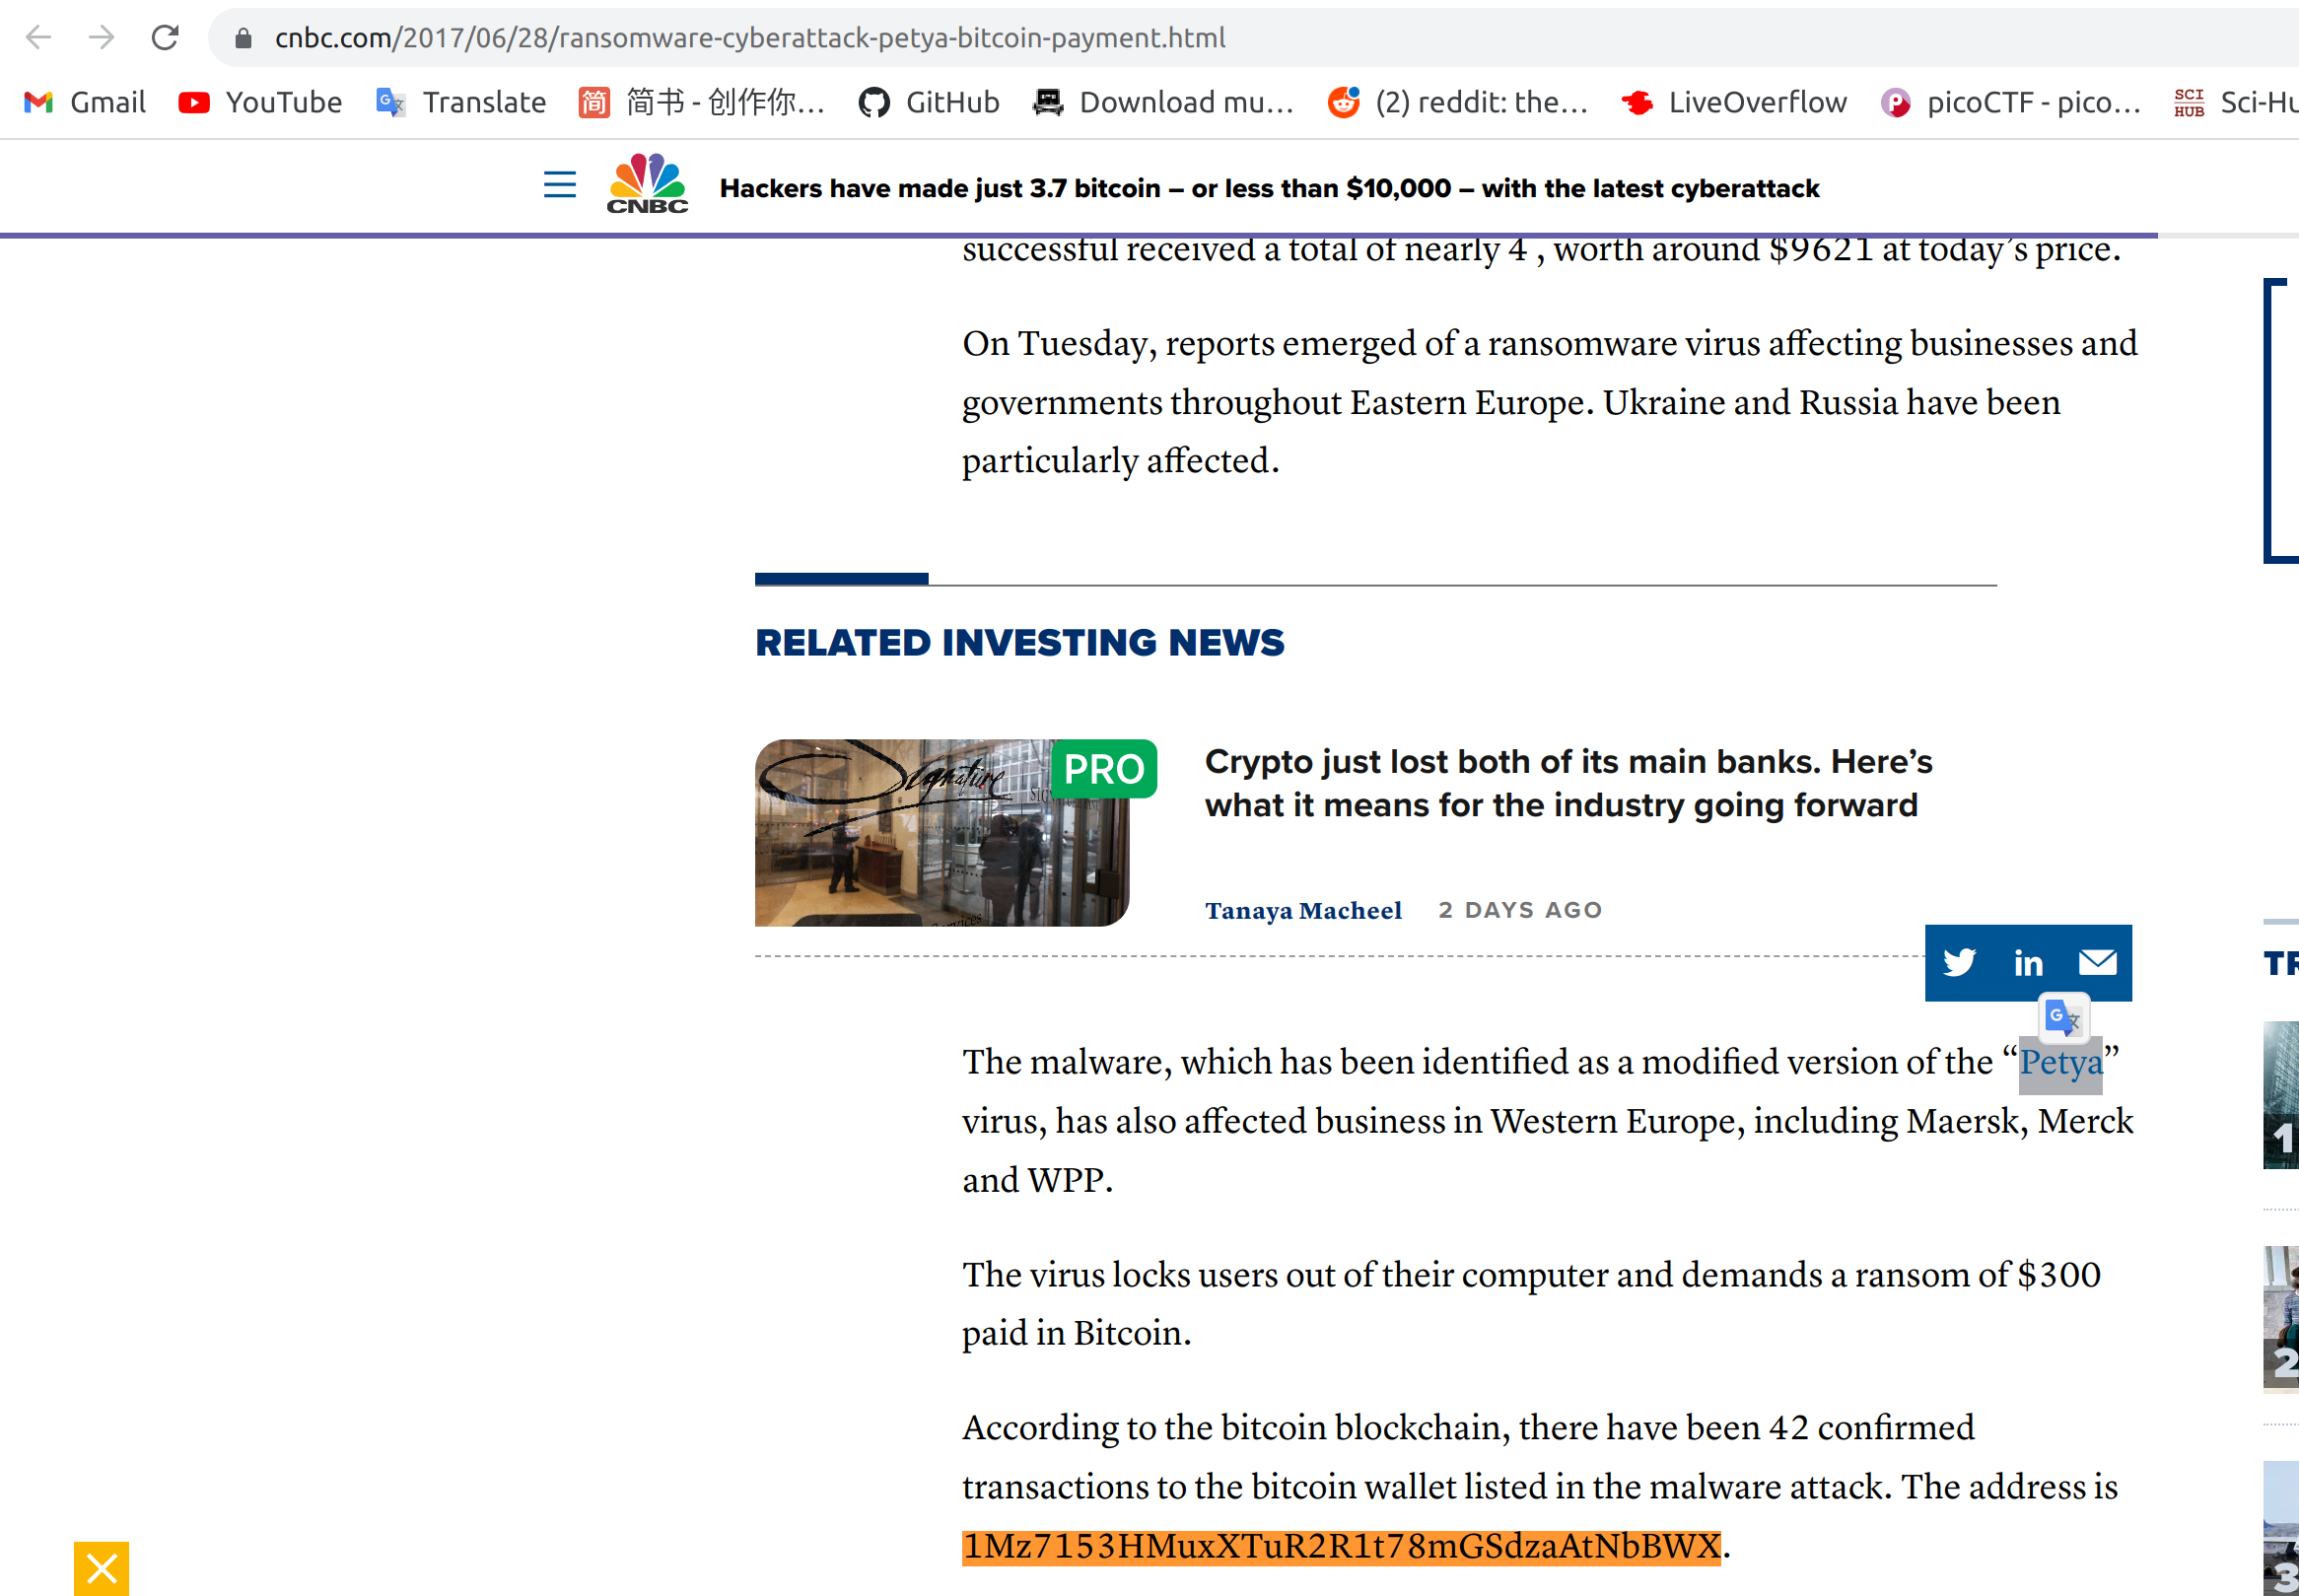 cnbc.com/2017/06/28/ransomware-cyberattack-petya-bitcoin-payment.html
Gmail YouTube Translate 简书 - 创作你... GitHub Download mu... (2) reddit: the... LiveOverflow picoCTF - pico... SCI HUB Sci-Hu
CNBC Hackers have made just 3.7 bitcoin – or less than $10,000 – with the latest cyberattack
successful received a total of nearly 4 , worth around $9621 at today’s price.
On Tuesday, reports emerged of a ransomware virus affecting businesses and
governments throughout Eastern Europe. Ukraine and Russia have been
particularly affected.
RELATED INVESTING NEWS
Signature
PRO
Crypto just lost both of its main banks. Here’s
what it means for the industry going forward
Tanaya Macheel 2 DAYS AGO
in
TR
The malware, which has been identified as a modified version of the “Petya”
virus, has also affected business in Western Europe, including Maersk, Merck
and WPP.
1
The virus locks users out of their computer and demands a ransom of $300
paid in Bitcoin.
2
According to the bitcoin blockchain, there have been 42 confirmed
transactions to the bitcoin wallet listed in the malware attack. The address is
1Mz7153HMuxXTuR2R1t78mGSdzaAtNbBWX.
3